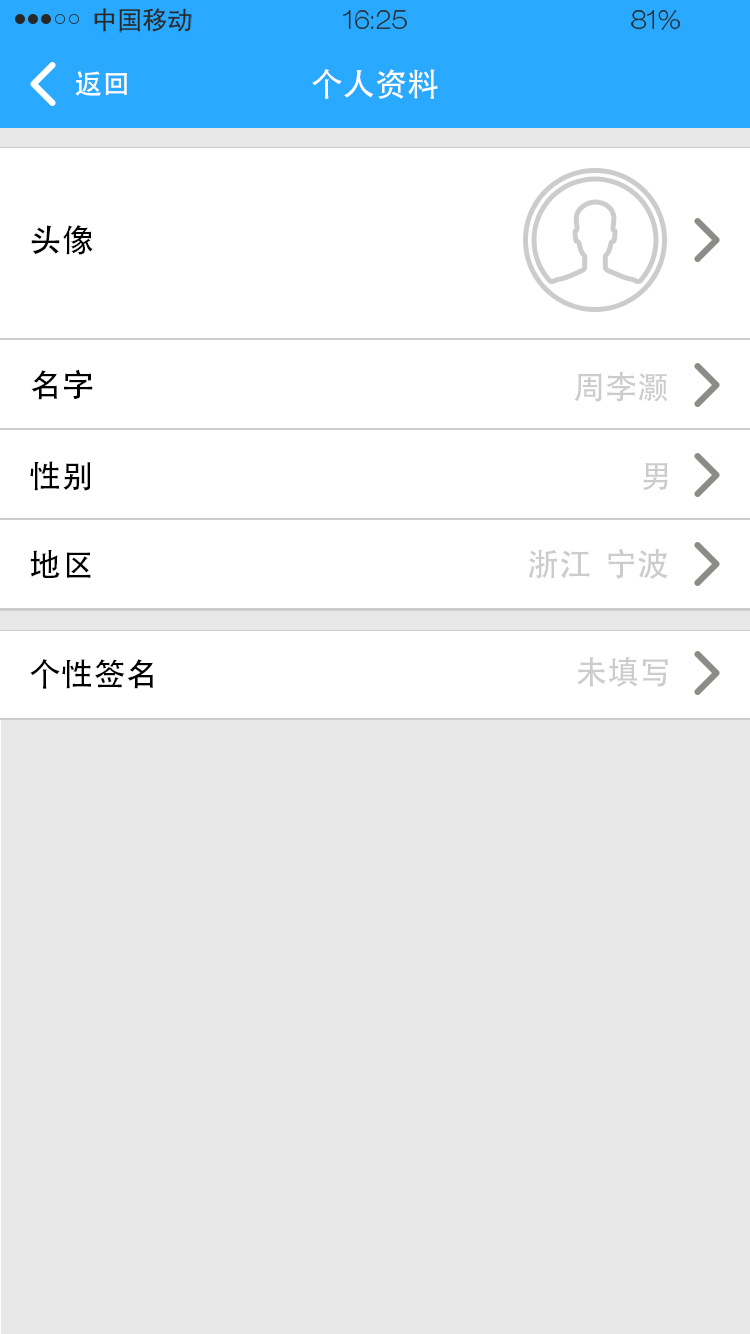 中国移动 16:25 81%
返回 个人资料
头像
名字 周李灏
性别 男
地区 浙江 宁波
个性签名 未填写